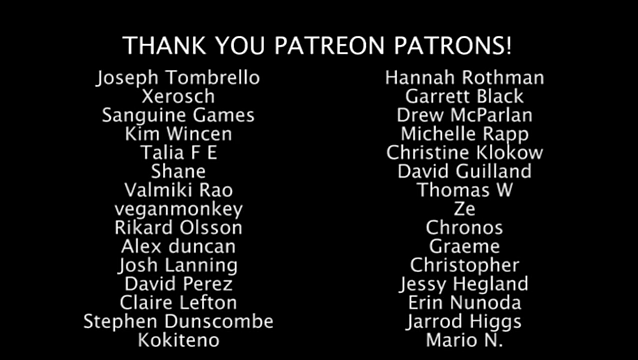 THANK YOU PATREON PATRONS!
Joseph Tombrello
Xerosch
Sanguine Games
Kim Wincen
Talia F E
Shane
Valmiki Rao
veganmonkey
Rikard Olsson
Alex duncan
Josh Lanning
David Perez
Claire Lefton
Stephen Dunscombe
Kokiteno
Hannah Rothman
Garrett Black
Drew McParlan
Michelle Rapp
Christine Klokow
David Guilland
Thomas W
Ze
Chronos
Graeme
Christopher
Jessy Hegland
Erin Nunoda
Jarrod Higgs
Mario N.